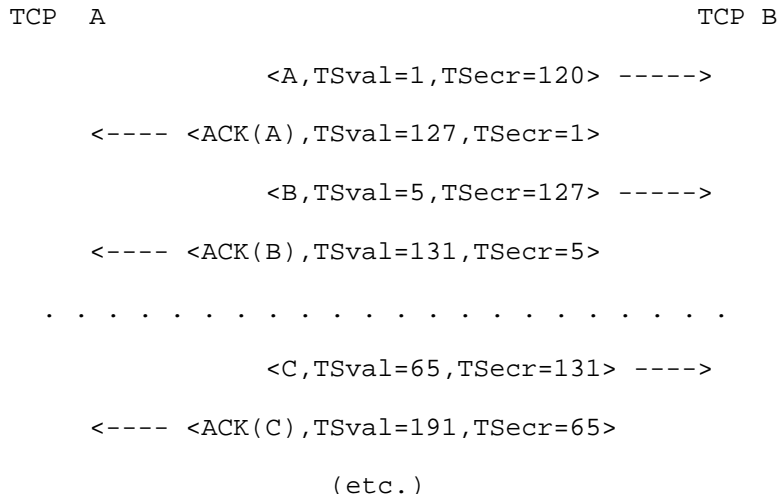 TCP A TCP B
<A,TSval=1,TSecr=120> ----->
<---- <ACK(A),TSval=127,TSecr=1>
<B,TSval=5,TSecr=127> ----->
<---- <ACK(B),TSval=131,TSecr=5>
. . . . . . . . . . . . . . . . . . . . . .
<C,TSval=65,TSecr=131> ---->
<---- <ACK(C),TSval=191,TSecr=65>
(etc.)